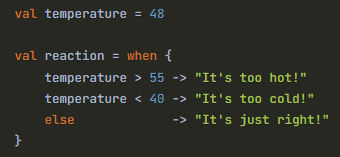 val temperature = 48

val reaction = when {
    temperature > 55 -> "It's too hot!"
    temperature < 40 -> "It's too cold!"
    else             -> "It's just right!"
}